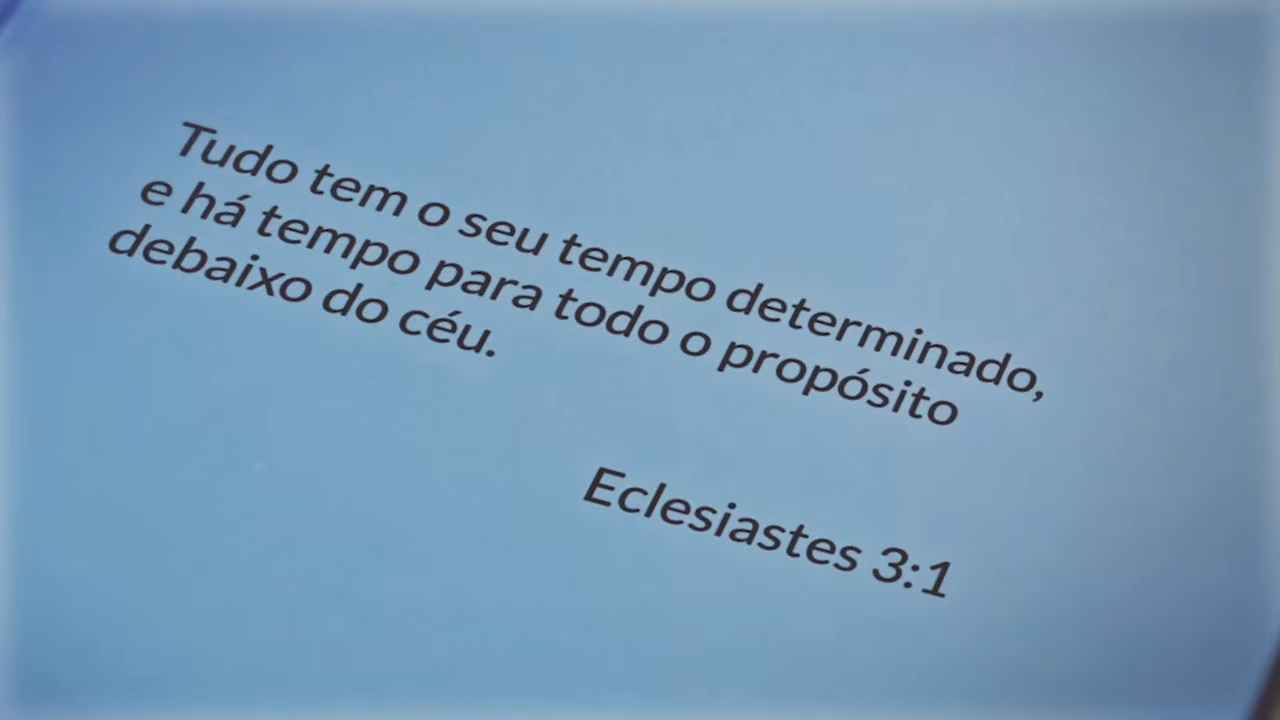 Tudo tem o seu tempo determinado,
e há tempo para todo o propósito
debaixo do céu.
Eclesiastes 3:1